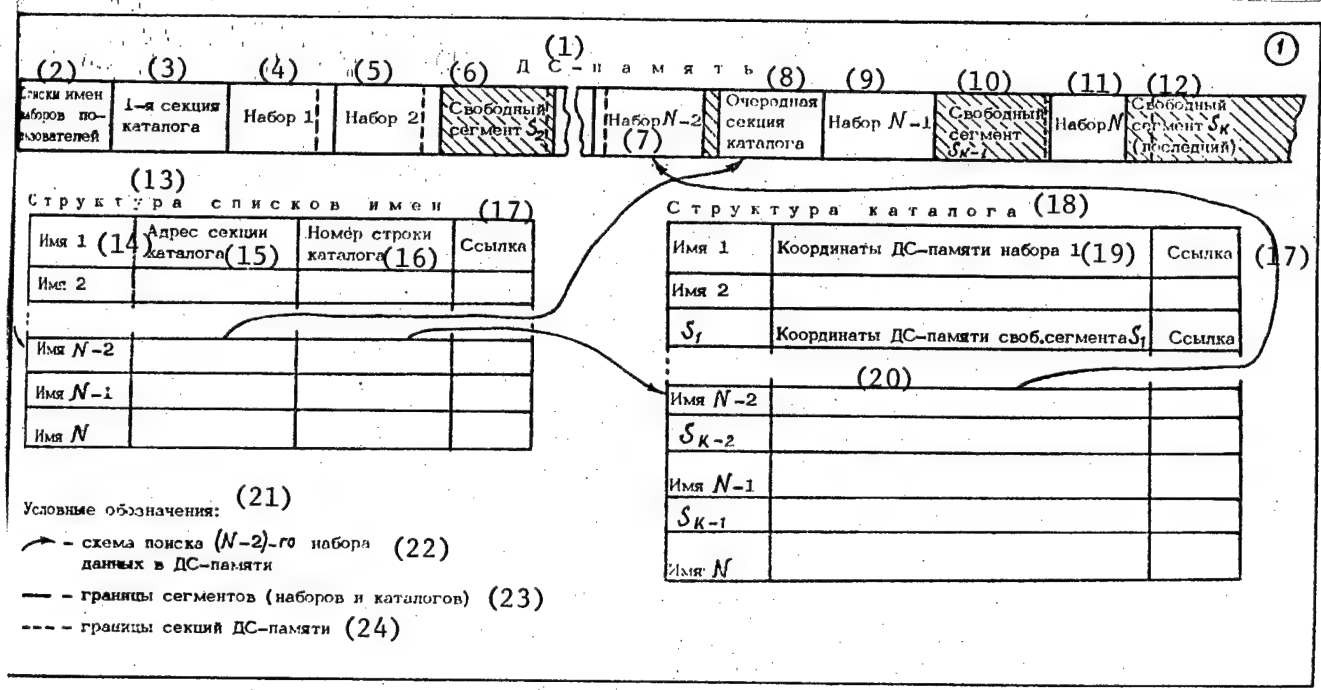 (1)
1
ДС-память
(2) (3) (4) (5) (6) (8) (9) (10) (11) (12)
Списки имен наборов пользователей
1-я секция каталога
Набор 1
Набор 2
Свободный сегмент S2
Набор N-2
(7)
Очередная секция каталога
Набор N-1
Свободный сегмент SK-1
Набор N
Свободный сегмент SK (последний)
(13)
Структура списков имен (17)
Имя 1 (14)
Адрес секции каталога (15)
Номер строки каталога (16)
Ссылка
Имя 2
Имя N-2
Имя N-1
Имя N
Структура каталога (18)
Имя 1
Координаты ДС-памяти набора 1 (19)
Ссылка
(17)
Имя 2
S1
Координаты ДС-памяти своб.сегмента S1
Ссылка
(20)
Имя N-2
SK-2
Имя N-1
SK-1
Имя N
Условные обозначения: (21)
– схема поиска (N-2)-го набора (22)
данных в ДС-памяти
– границы сегментов (наборов и каталогов) (23)
– границы секций ДС-памяти (24)